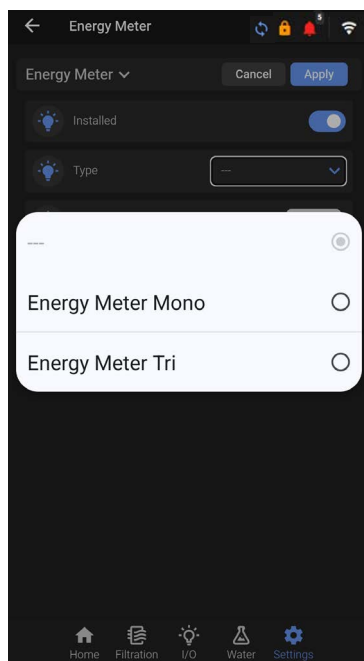 Energy Meter
5
Energy Meter
Cancel
Apply
Installed
Type
---
---
Energy Meter Mono
Energy Meter Tri
Home
Filtration
I/O
Water
Settings